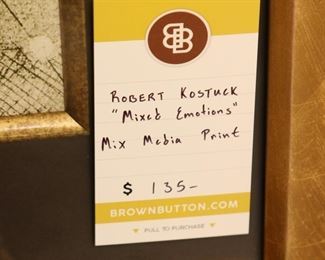 BB
ROBERT KOSTUCK
"Mixed Emotions"
Mix Media Print
$ 135-
BROWNBUTTON.COM
▼ PULL TO PURCHASE ▼